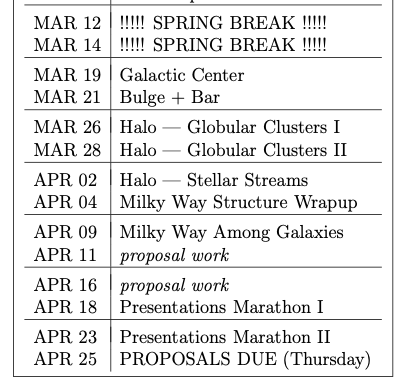 MAR 12 !!!!! SPRING BREAK !!!!!
MAR 14 !!!!! SPRING BREAK !!!!!
MAR 19 Galactic Center
MAR 21 Bulge + Bar
MAR 26 Halo — Globular Clusters I
MAR 28 Halo — Globular Clusters II
APR 02 Halo — Stellar Streams
APR 04 Milky Way Structure Wrapup
APR 09 Milky Way Among Galaxies
APR 11 proposal work
APR 16 proposal work
APR 18 Presentations Marathon I
APR 23 Presentations Marathon II
APR 25 PROPOSALS DUE (Thursday)